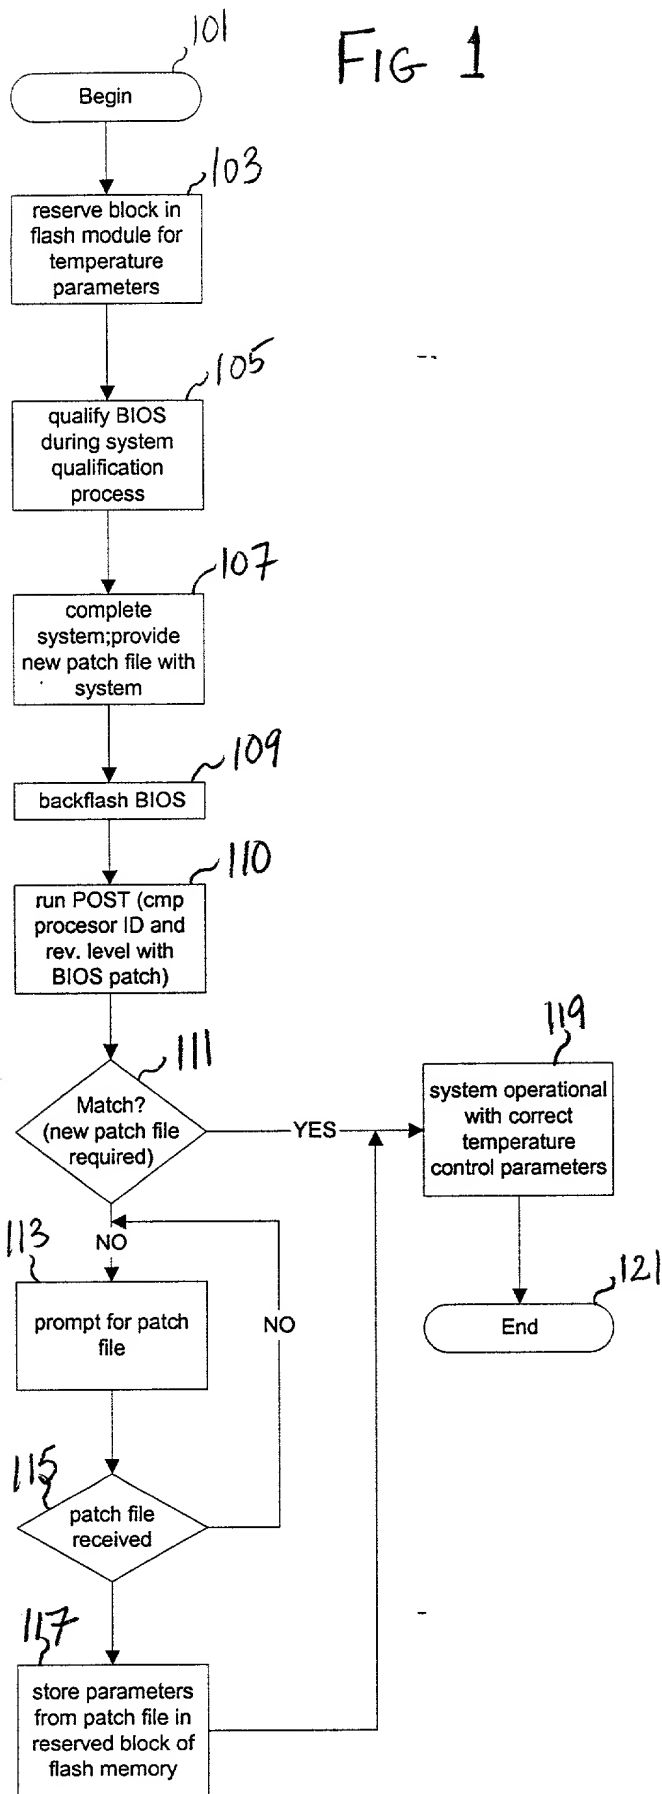 FIG 1
101
Begin
103
reserve block in
flash module for
temperature
parameters
105
qualify BIOS
during system
qualification
process
107
complete
system;provide
new patch file with
system
109
backflash BIOS
110
run POST (cmp
procesor ID and
rev. level with
BIOS patch)
111
Match?
(new patch file
required)
YES
119
system operational
with correct
temperature
control parameters
NO
113
prompt for patch
file
NO
121
End
115
patch file
received
117
store parameters
from patch file in
reserved block of
flash memory